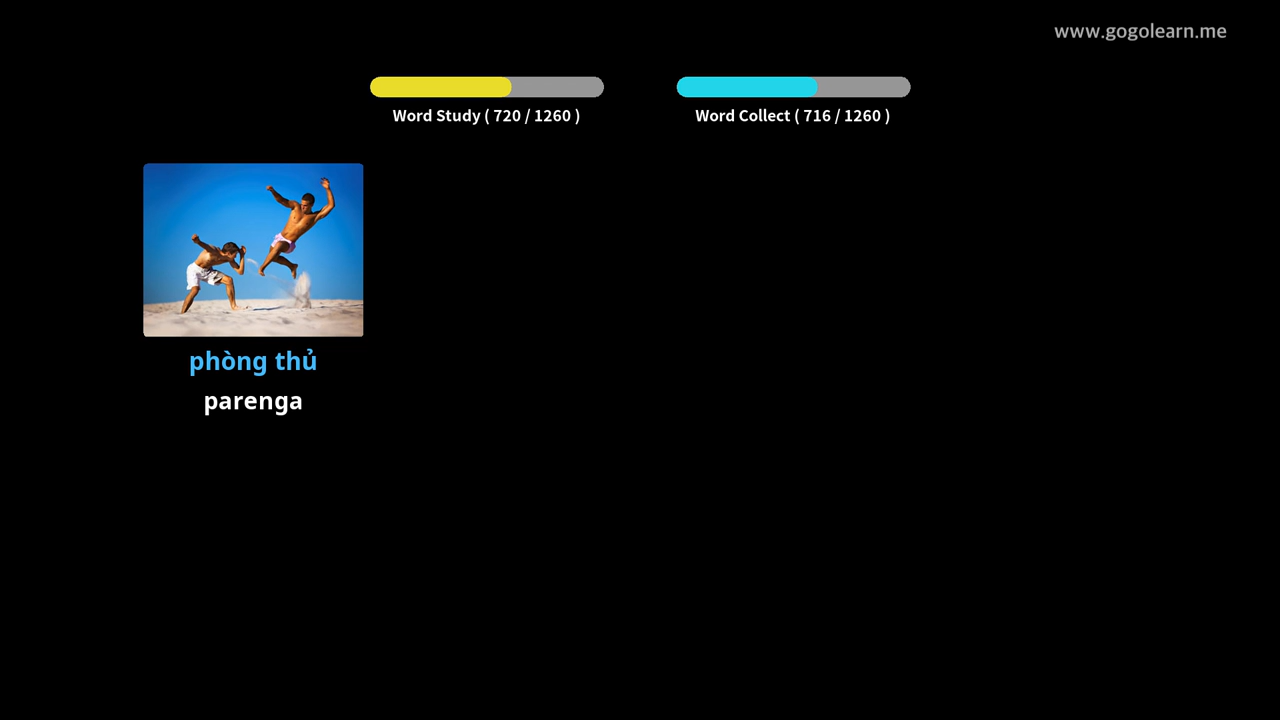 www.gogolearn.me
Word Study ( 720 / 1260 )
Word Collect ( 716 / 1260 )
phòng thủ
parenga